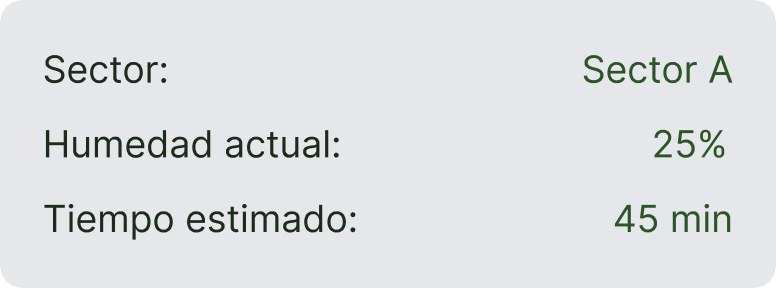 Sector: Sector A
Humedad actual: 25%
Tiempo estimado: 45 min